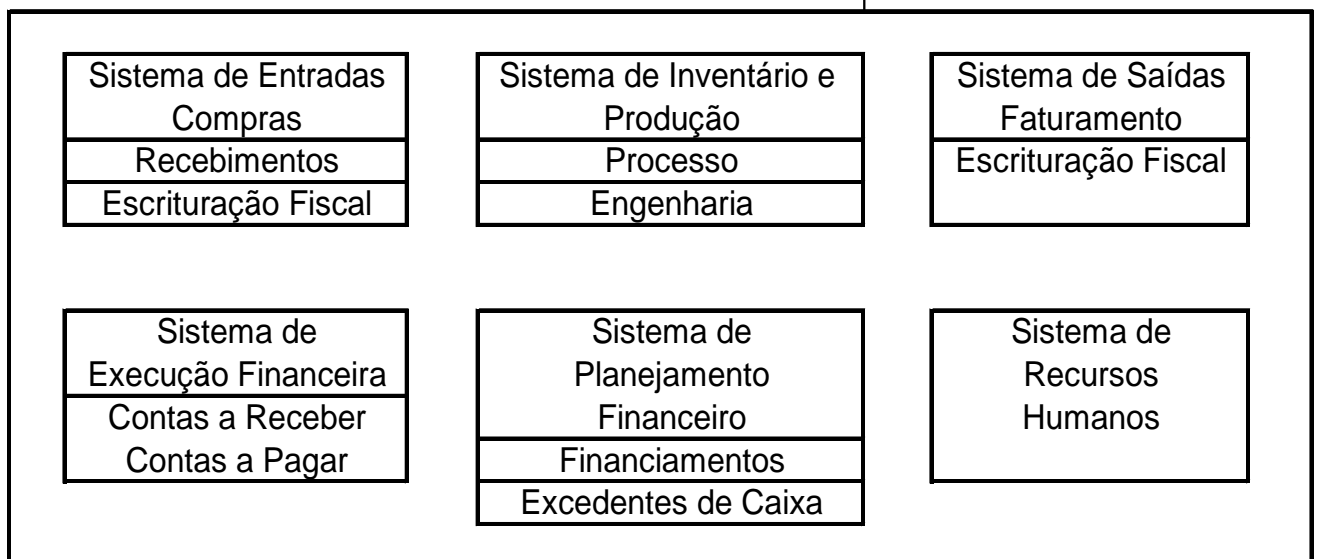 Sistema de Entradas
Compras
Recebimentos
Escrituração Fiscal
Sistema de Inventário e
Produção
Processo
Engenharia
Sistema de Saídas
Faturamento
Escrituração Fiscal
Sistema de
Execução Financeira
Contas a Receber
Contas a Pagar
Sistema de
Planejamento
Financeiro
Financiamentos
Excedentes de Caixa
Sistema de
Recursos
Humanos